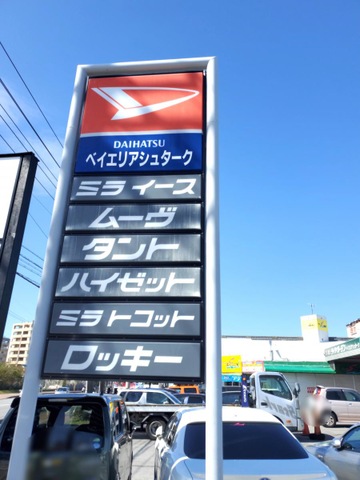 DAIHATSU
ベイエリアシュターク
ミライース
ムーヴ
タント
ハイゼット
ミラトコット
ロッキー